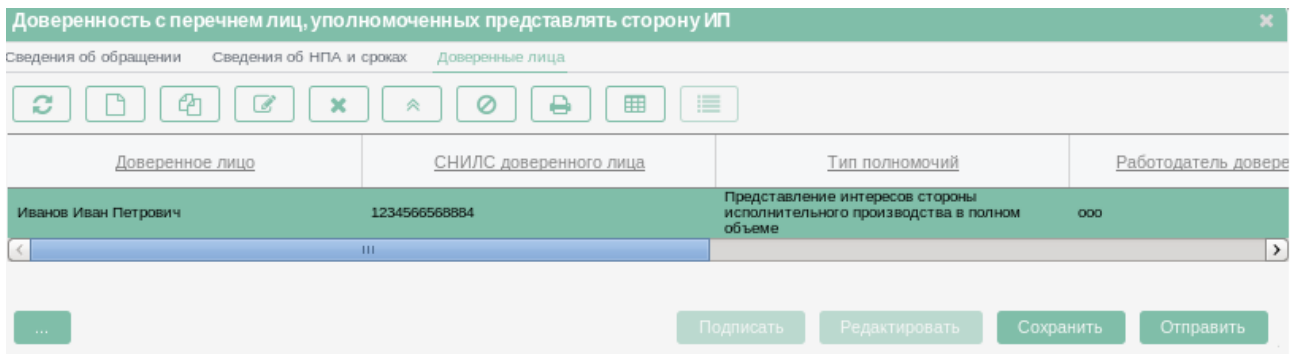 Доверенность с перечнем лиц, уполномоченных представлять сторону ИП
Сведения об обращении Сведения об НПА и сроках Доверенные лица
Доверенное лицо СНИЛС доверенного лица Тип полномочий Работодатель довере
Иванов Иван Петрович 1234566568884 Представление интересов стороны
исполнительного производства в полном
объеме
ооо
...
Подписать Редактировать Сохранить Отправить